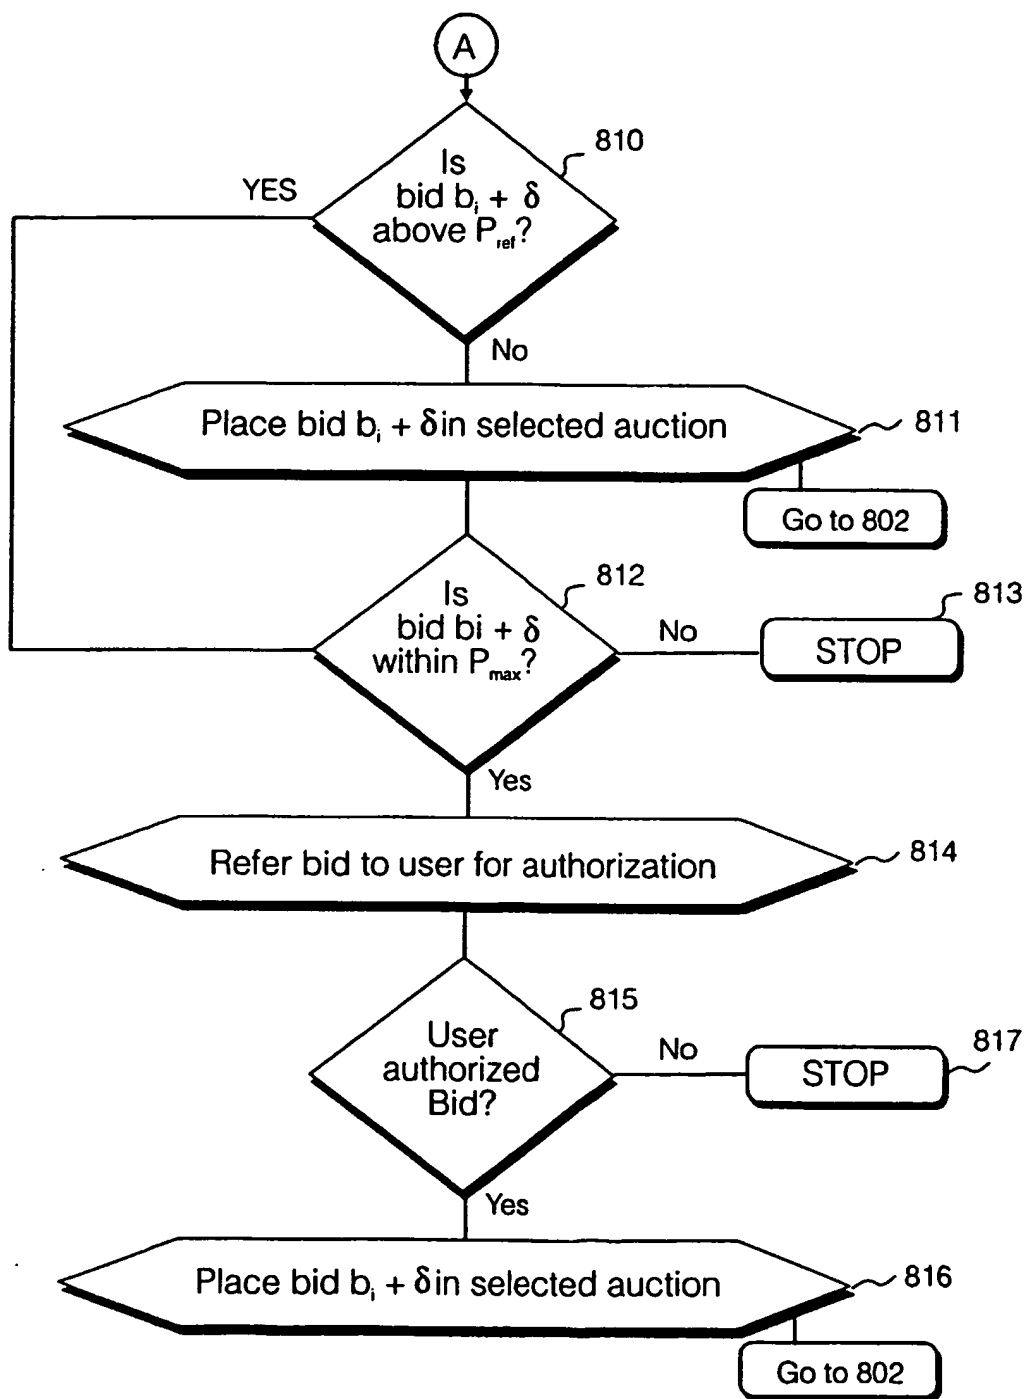 A
810
Is
bid bᵢ + δ
above Pᵣₑf?
YES
No
Place bid bᵢ + δ in selected auction
811
Go to 802
812
Is
bid bi + δ
within Pₘₐₓ?
No
813
STOP
Yes
Refer bid to user for authorization
814
815
User
authorized
Bid?
No
817
STOP
Yes
Place bid bᵢ + δ in selected auction
816
Go to 802